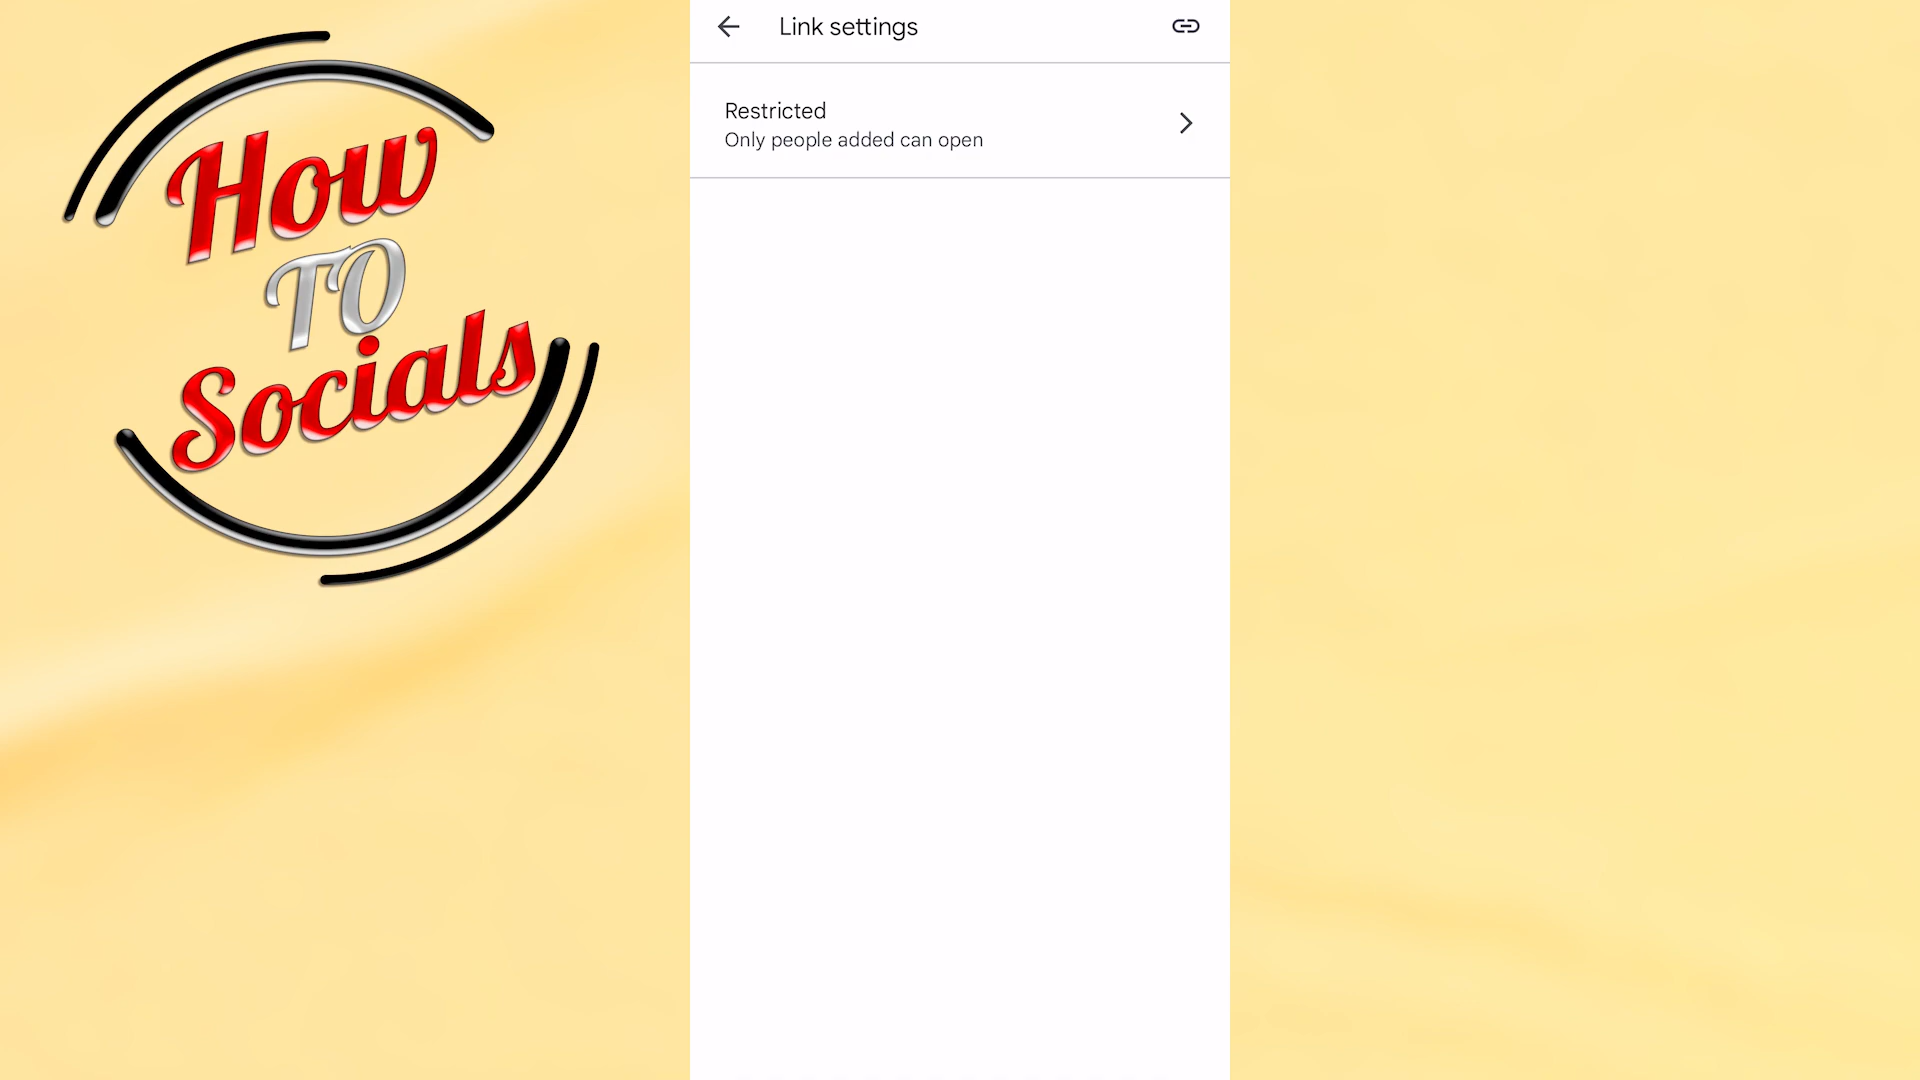 How
TO
Socials
Link settings
Restricted
Only people added can open